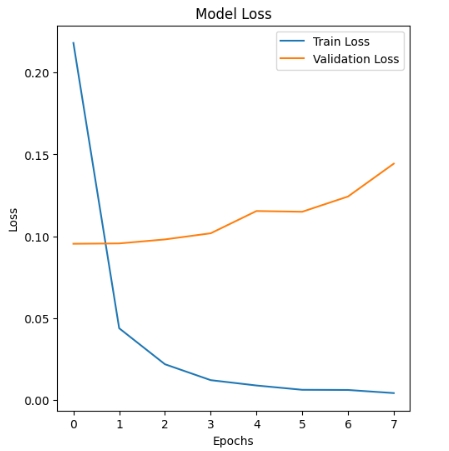 Model Loss
Train Loss
Validation Loss
0.20
0.15
0.10
0.05
0.00
Loss
0 1 2 3 4 5 6 7
Epochs